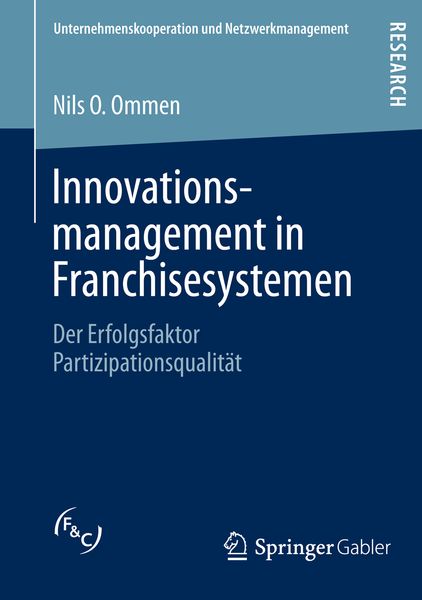 Unternehmenskooperation und Netzwerkmanagement
RESEARCH
Nils O. Ommen
Innovations-
management in
Franchisesystemen
Der Erfolgsfaktor
Partizipationsqualität
F&C
Springer Gabler